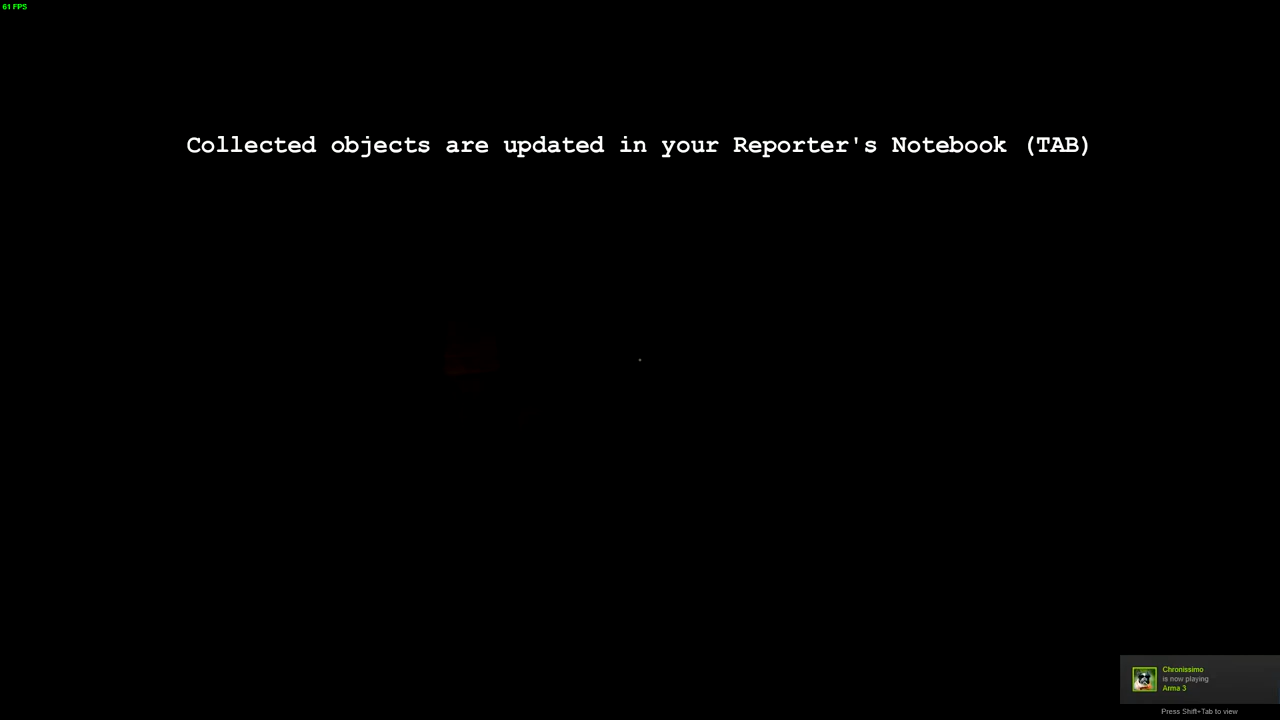 61 FPS
Collected objects are updated in your Reporter's Notebook (TAB)
Chronissimo
is now playing
Arma 3
Press Shift+Tab to view